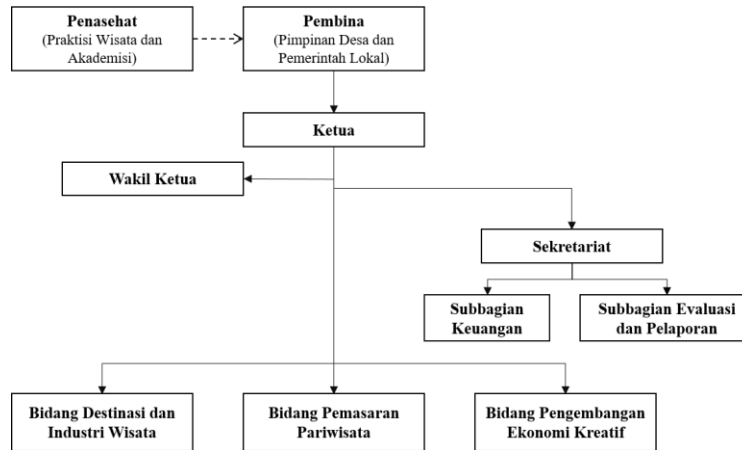 Penasehat
(Praktisi Wisata dan
Akademisi)
Pembina
(Pimpinan Desa dan
Pemerintah Lokal)
Ketua
Wakil Ketua
Sekretariat
Subbagian
Keuangan
Subbagian Evaluasi
dan Pelaporan
Bidang Destinasi dan
Industri Wisata
Bidang Pemasaran
Pariwisata
Bidang Pengembangan
Ekonomi Kreatif